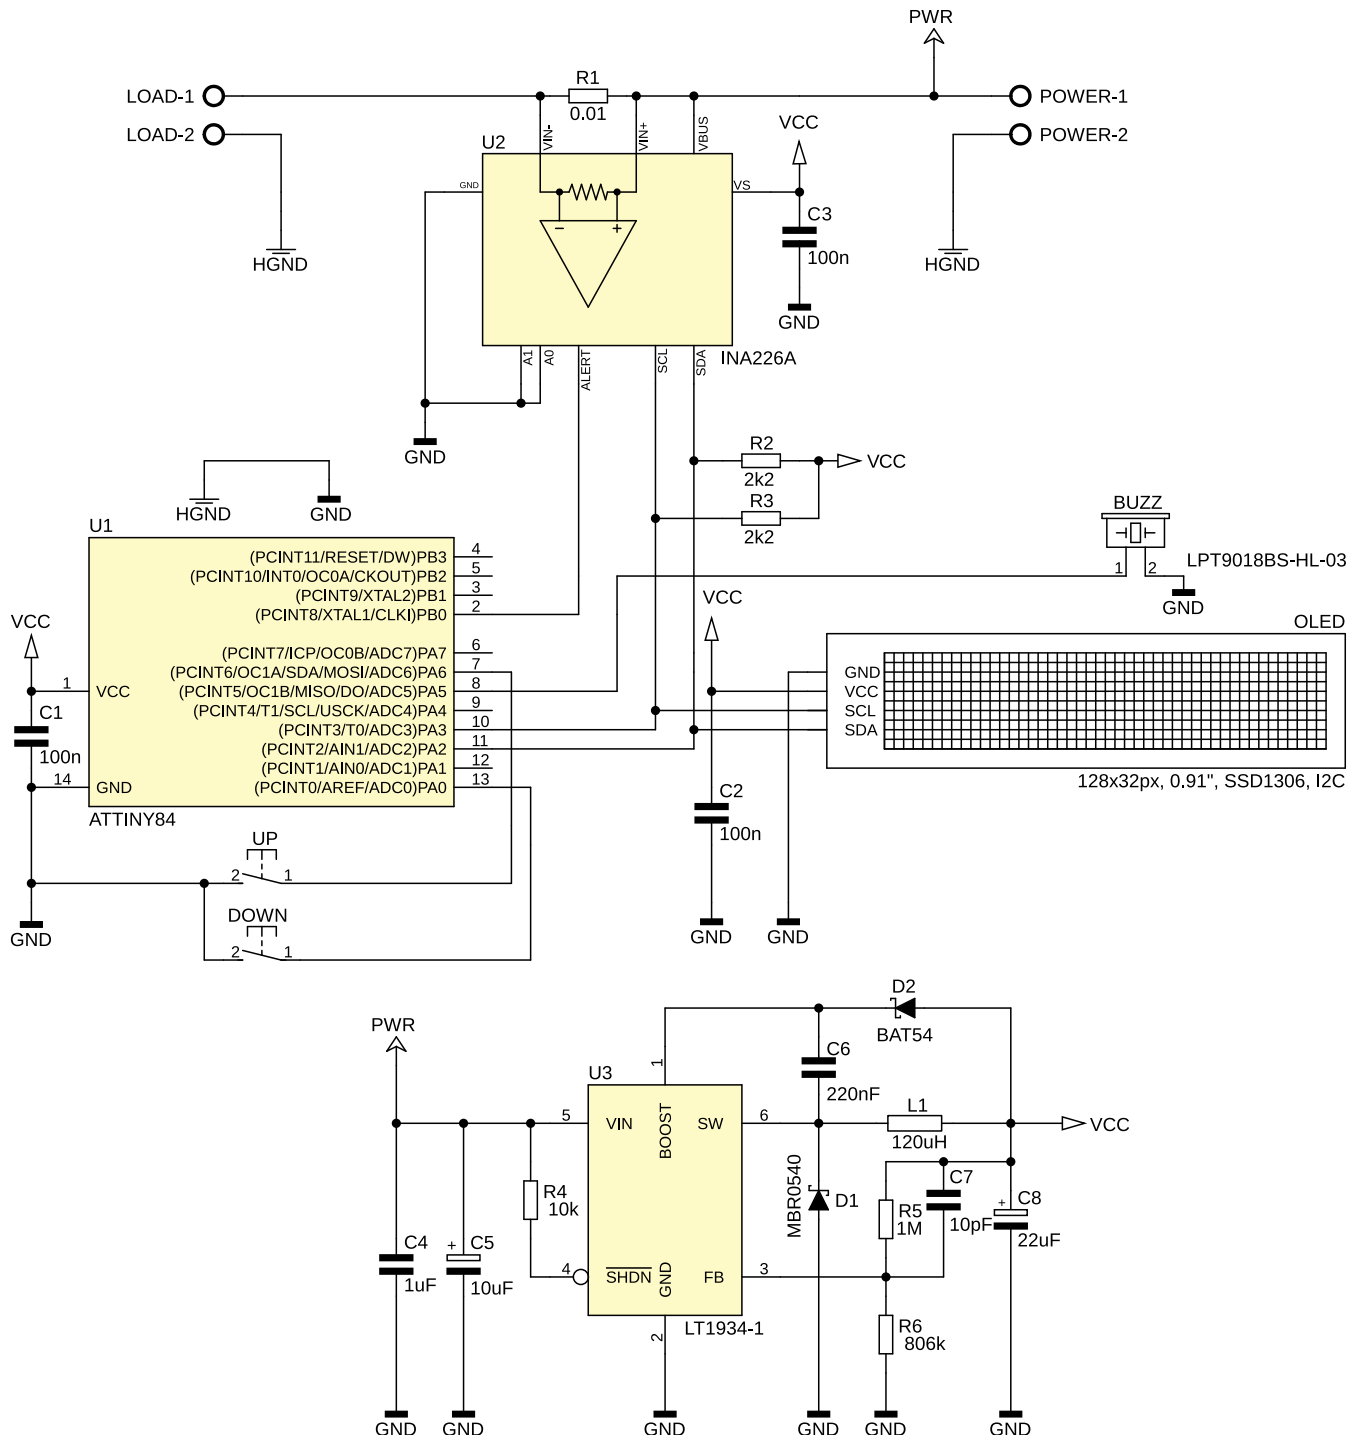 PWR
LOAD-1
R1
0.01
POWER-1
LOAD-2
POWER-2
VIN-
VIN+
VBUS
VCC
U2
GND
VS
C3
100n
− +
HGND
HGND
GND
INA226A
A1
A0
ALERT
SCL
SDA
GND
R2
2k2
VCC
R3
2k2
HGND
GND
BUZZ
LPT9018BS-HL-03
1 2
GND
U1
(PCINT11/RESET/DW)PB3 4
(PCINT10/INT0/OC0A/CKOUT)PB2 5
(PCINT9/XTAL2)PB1 3
(PCINT8/XTAL1/CLKI)PB0 2
(PCINT7/ICP/OC0B/ADC7)PA7 6
(PCINT6/OC1A/SDA/MOSI/ADC6)PA6 7
(PCINT5/OC1B/MISO/DO/ADC5)PA5 8
(PCINT4/T1/SCL/USCK/ADC4)PA4 9
(PCINT3/T0/ADC3)PA3 10
(PCINT2/AIN1/ADC2)PA2 11
(PCINT1/AIN0/ADC1)PA1 12
(PCINT0/AREF/ADC0)PA0 13
VCC
1 VCC
C1
100n
14 GND
ATTINY84
VCC
OLED
GND
VCC
SCL
SDA
128x32px, 0.91", SSD1306, I2C
C2
100n
UP
2 1
GND
DOWN
2 1
GND
GND
D2
BAT54
PWR
C6
220nF
U3
1
5 VIN
BOOST
SW 6
L1
120uH
VCC
R4
10k
MBR0540
D1
C7
10pF
R5
1M
+
C8
22uF
C4
1uF
+
C5
10uF
4 SHDN
GND
FB 3
2
LT1934-1
R6
806k
GND
GND
GND
GND
GND
GND